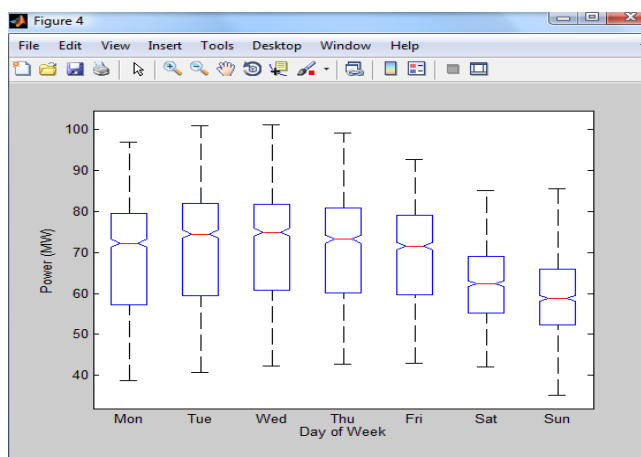 Figure 4
File Edit View Insert Tools Desktop Window Help
100
90
80
70
60
50
40
Power (MW)
Mon Tue Wed Thu Fri Sat Sun
Day of Week